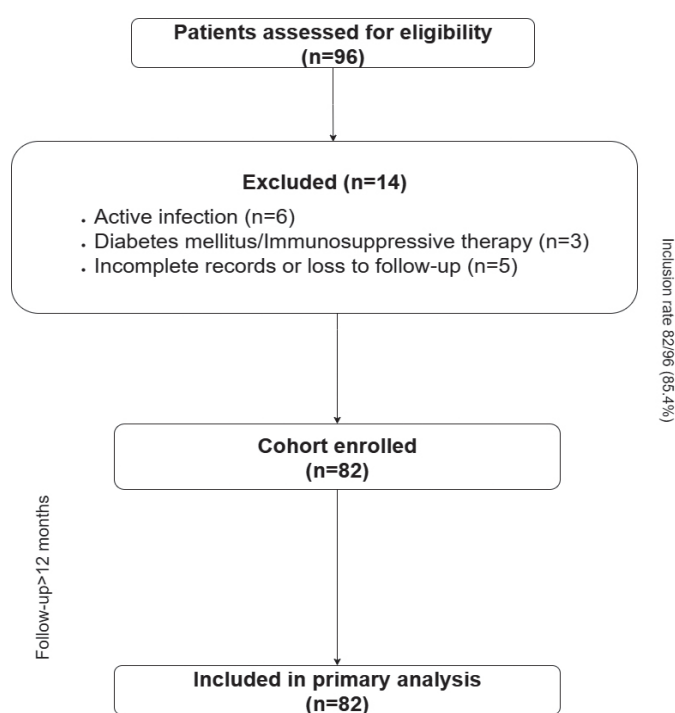 Patients assessed for eligibility
(n=96)
Excluded (n=14)
• Active infection (n=6)
• Diabetes mellitus/Immunosuppressive therapy (n=3)
• Incomplete records or loss to follow-up (n=5)
Inclusion rate 82/96 (85.4%)
Cohort enrolled
(n=82)
Follow-up>12 months
Included in primary analysis
(n=82)